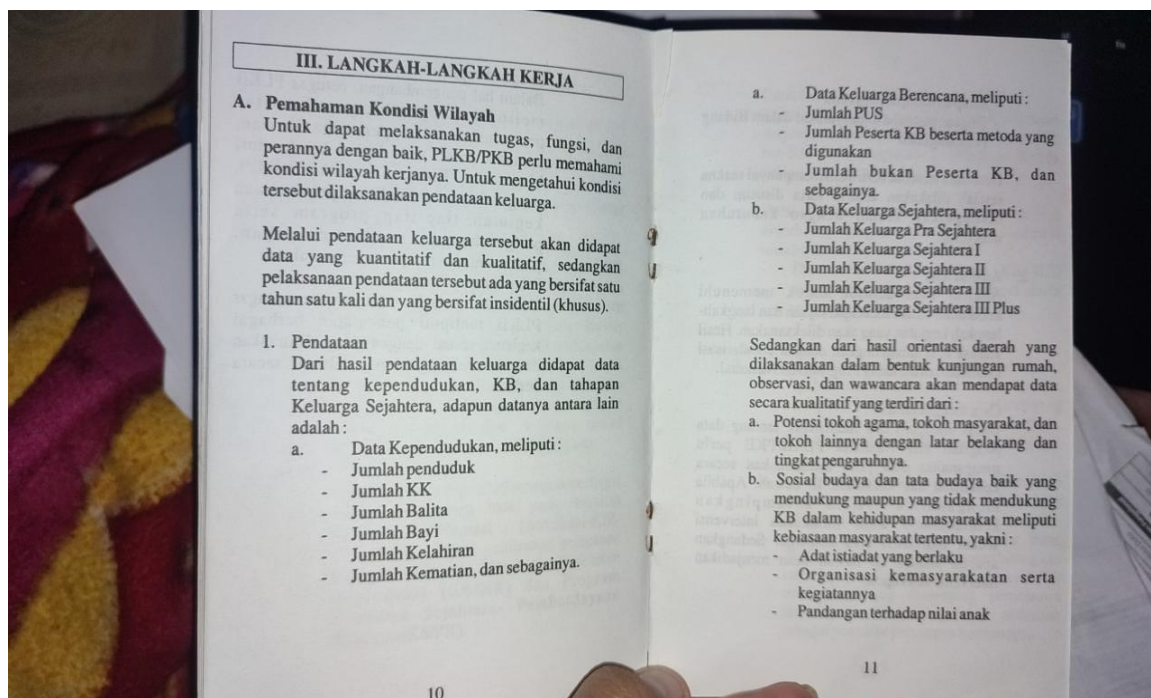 III. LANGKAH-LANGKAH KERJA
A. Pemahaman Kondisi Wilayah
Untuk dapat melaksanakan tugas, fungsi, dan
perannya dengan baik, PLKB/PKB perlu memahami
kondisi wilayah kerjanya. Untuk mengetahui kondisi
tersebut dilaksanakan pendataan keluarga.
Melalui pendataan keluarga tersebut akan didapat
data yang kuantitatif dan kualitatif, sedangkan
pelaksanaan pendataan tersebut ada yang bersifat satu
tahun satu kali dan yang bersifat insidentil (khusus).
1. Pendataan
Dari hasil pendataan keluarga didapat data
tentang kependudukan, KB, dan tahapan
Keluarga Sejahtera, adapun datanya antara lain
adalah :
a. Data Kependudukan, meliputi :
- Jumlah penduduk
- Jumlah KK
- Jumlah Balita
- Jumlah Bayi
- Jumlah Kelahiran
- Jumlah Kematian, dan sebagainya.
10
a. Data Keluarga Berencana, meliputi :
- Jumlah PUS
- Jumlah Peserta KB beserta metoda yang
digunakan
- Jumlah bukan Peserta KB, dan
sebagainya.
b. Data Keluarga Sejahtera, meliputi :
- Jumlah Keluarga Pra Sejahtera
- Jumlah Keluarga Sejahtera I
- Jumlah Keluarga Sejahtera II
- Jumlah Keluarga Sejahtera III
- Jumlah Keluarga Sejahtera III Plus
Sedangkan dari hasil orientasi daerah yang
dilaksanakan dalam bentuk kunjungan rumah,
observasi, dan wawancara akan mendapat data
secara kualitatif yang terdiri dari :
a. Potensi tokoh agama, tokoh masyarakat, dan
tokoh lainnya dengan latar belakang dan
tingkat pengaruhnya.
b. Sosial budaya dan tata budaya baik yang
mendukung maupun yang tidak mendukung
KB dalam kehidupan masyarakat meliputi
kebiasaan masyarakat tertentu, yakni :
- Adat istiadat yang berlaku
- Organisasi kemasyarakatan serta
kegiatannya
- Pandangan terhadap nilai anak
11